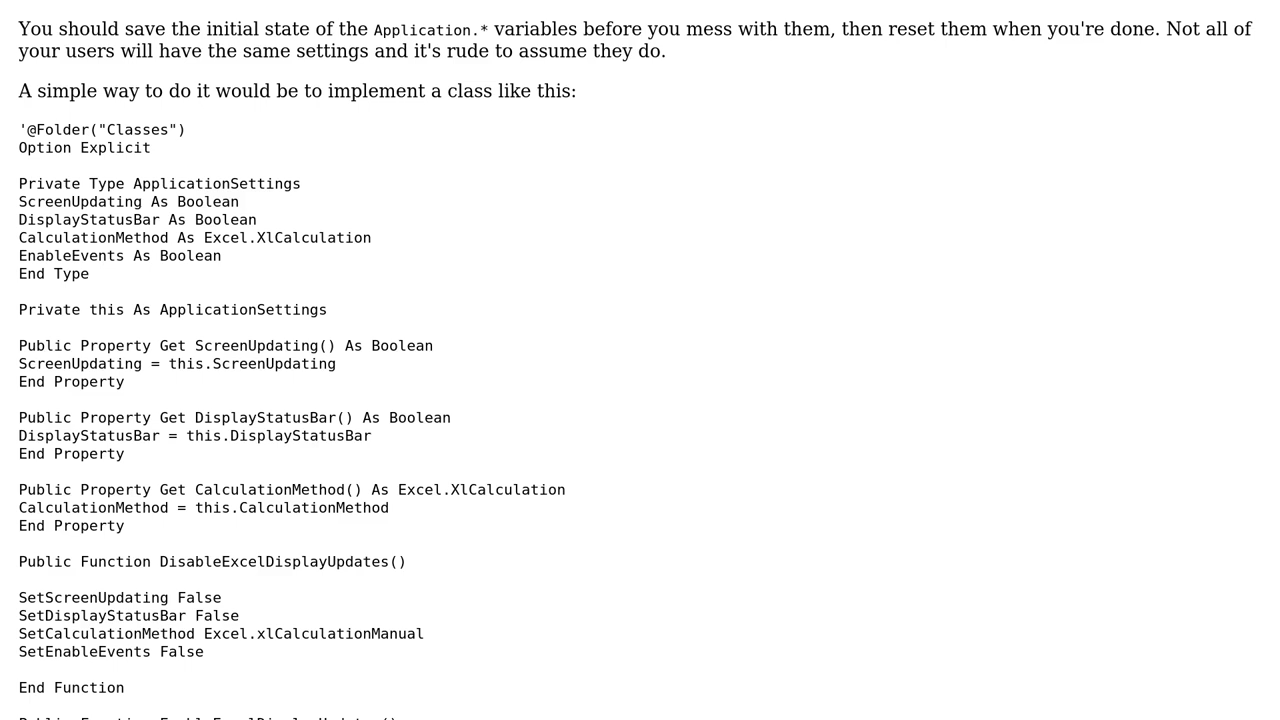 You should save the initial state of the Application.* variables before you mess with them, then reset them when you're done. Not all of
your users will have the same settings and it's rude to assume they do.
A simple way to do it would be to implement a class like this:
'@Folder("Classes")
Option Explicit
Private Type ApplicationSettings
ScreenUpdating As Boolean
DisplayStatusBar As Boolean
CalculationMethod As Excel.XlCalculation
EnableEvents As Boolean
End Type
Private this As ApplicationSettings
Public Property Get ScreenUpdating() As Boolean
ScreenUpdating = this.ScreenUpdating
End Property
Public Property Get DisplayStatusBar() As Boolean
DisplayStatusBar = this.DisplayStatusBar
End Property
Public Property Get CalculationMethod() As Excel.XlCalculation
CalculationMethod = this.CalculationMethod
End Property
Public Function DisableExcelDisplayUpdates()
SetScreenUpdating False
SetDisplayStatusBar False
SetCalculationMethod Excel.xlCalculationManual
SetEnableEvents False
End Function